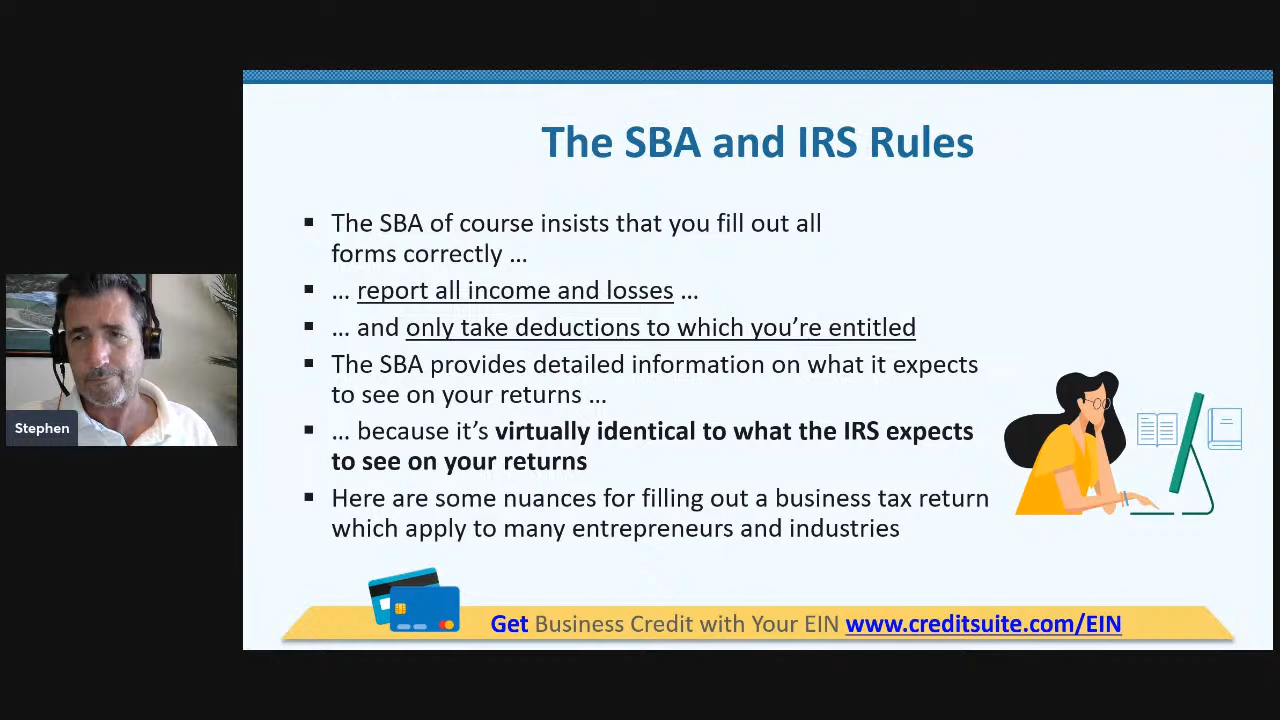 The SBA and IRS Rules
▪ The SBA of course insists that you fill out all
forms correctly …
▪ … report all income and losses …
▪ … and only take deductions to which you’re entitled
▪ The SBA provides detailed information on what it expects
to see on your returns …
▪ … because it’s virtually identical to what the IRS expects
to see on your returns
▪ Here are some nuances for filling out a business tax return
which apply to many entrepreneurs and industries
Stephen
Get Business Credit with Your EIN www.creditsuite.com/EIN